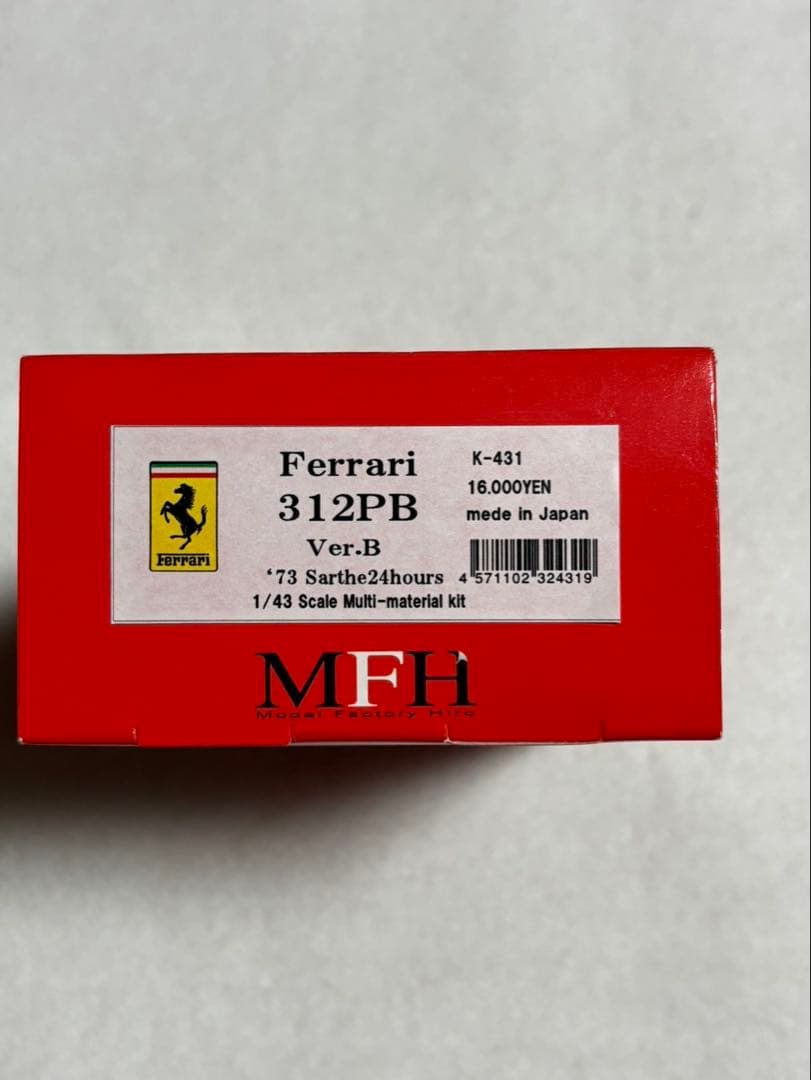 Ferrari
Ferrari
312PB
Ver.B
'73 Sarthe24hours
1/43 Scale Multi-material kit
K-431
16.000YEN
mede in Japan
4 571102 324319
MFH
Model Factory Hiro